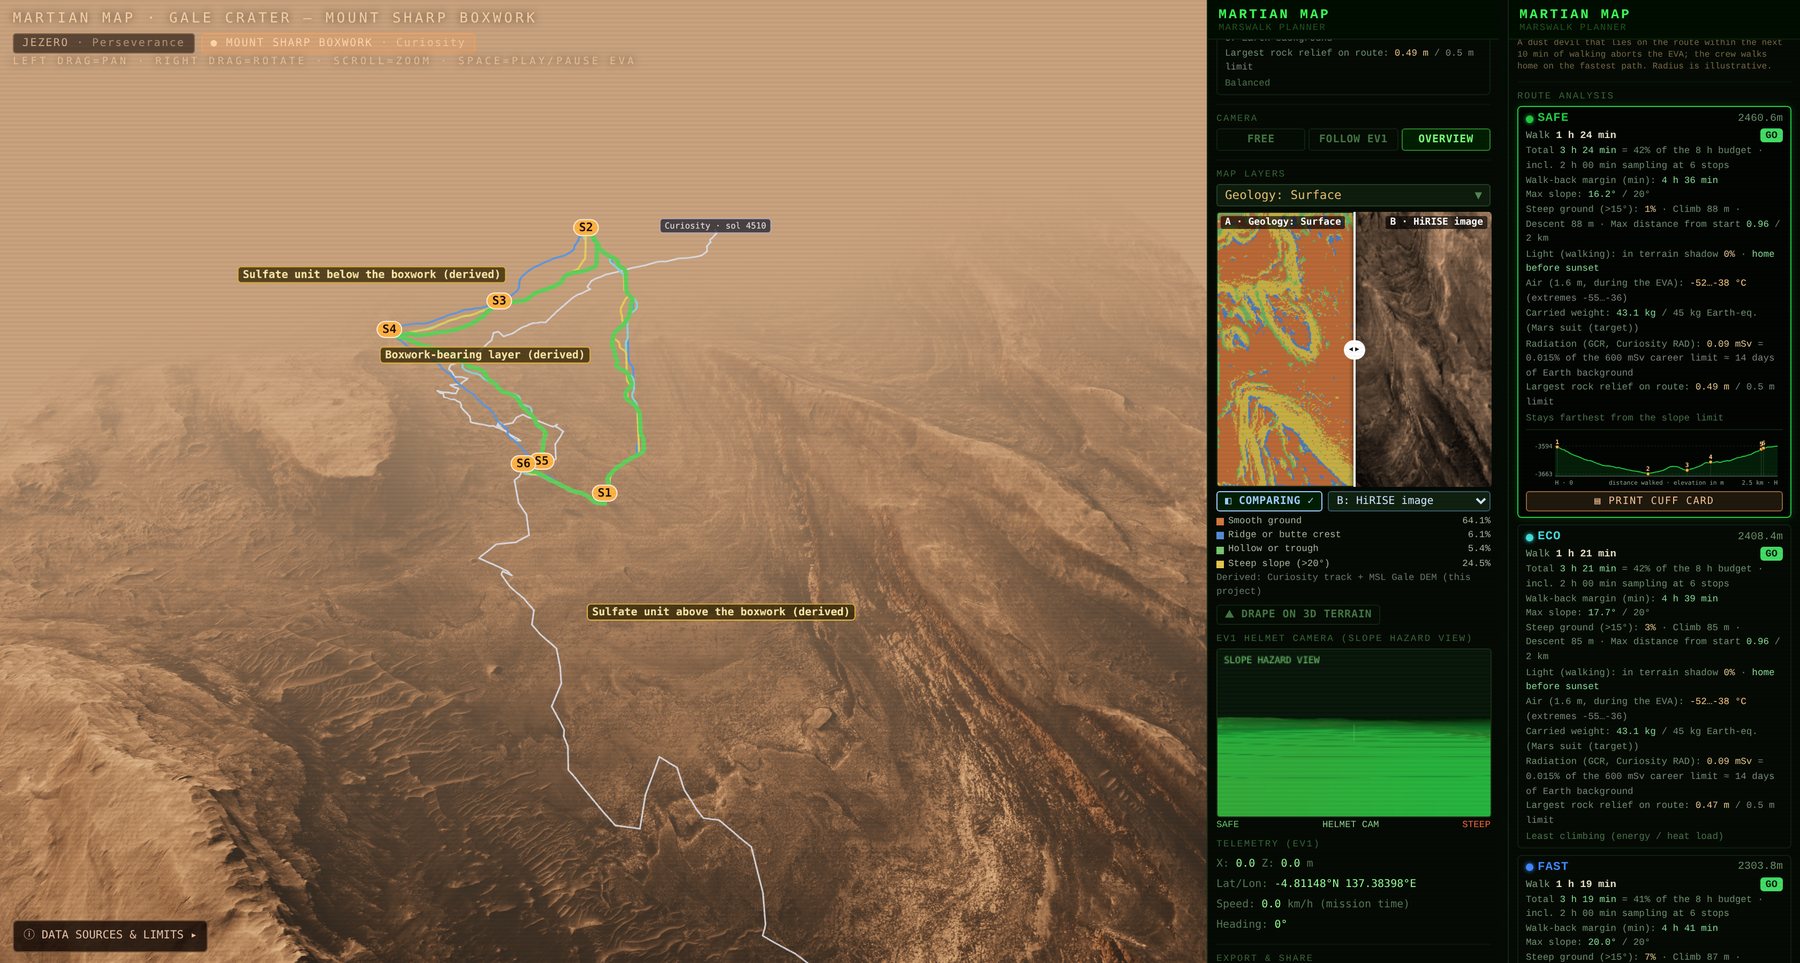 MARTIAN MAP · GALE CRATER — MOUNT SHARP BOXWORK
JEZERO · Perseverance
● MOUNT SHARP BOXWORK · Curiosity
LEFT DRAG=PAN · RIGHT DRAG=ROTATE · SCROLL=ZOOM · SPACE=PLAY/PAUSE EVA
S2
Curiosity · sol 4510
Sulfate unit below the boxwork (derived)
S3
S4
Boxwork-bearing layer (derived)
S6
S5
S1
Sulfate unit above the boxwork (derived)
ⓘ DATA SOURCES & LIMITS ▸
MARTIAN MAP
MARSWALK PLANNER
of Earth background
Largest rock relief on route: 0.49 m / 0.5 m
limit
Balanced
CAMERA
FREE
FOLLOW EV1
OVERVIEW
MAP LAYERS
Geology: Surface ▼
A · Geology: Surface
B · HiRISE image
◧ COMPARING ✓
B: HiRISE image
Smooth ground 64.1%
Ridge or butte crest 6.1%
Hollow or trough 5.4%
Steep slope (>20°) 24.5%
Derived: Curiosity track + MSL Gale DEM (this
project)
▲ DRAPE ON 3D TERRAIN
EV1 HELMET CAMERA (SLOPE HAZARD VIEW)
SLOPE HAZARD VIEW
SAFE HELMET CAM STEEP
TELEMETRY (EV1)
X: 0.0 Z: 0.0 m
Lat/Lon: -4.81148°N 137.38398°E
Speed: 0.0 km/h (mission time)
Heading: 0°
EXPORT & SHARE
MARTIAN MAP
MARSWALK PLANNER
A dust devil that lies on the route within the next
10 min of walking aborts the EVA; the crew walks
home on the fastest path. Radius is illustrative.
ROUTE ANALYSIS
SAFE 2460.6m
Walk 1 h 24 min GO
Total 3 h 24 min = 42% of the 8 h budget ·
incl. 2 h 00 min sampling at 6 stops
Walk-back margin (min): 4 h 36 min
Max slope: 16.2° / 20°
Steep ground (>15°): 1% · Climb 88 m ·
Descent 88 m · Max distance from start 0.96 /
2 km
Light (walking): in terrain shadow 0% · home
before sunset
Air (1.6 m, during the EVA): -52…-38 °C
(extremes -55…-36)
Carried weight: 43.1 kg / 45 kg Earth-eq.
(Mars suit (target))
Radiation (GCR, Curiosity RAD): 0.09 mSv =
0.015% of the 600 mSv career limit ≈ 14 days
of Earth background
Largest rock relief on route: 0.49 m / 0.5 m
limit
Stays farthest from the slope limit
-3594
-3663
1
2
3
4
H · 0 distance walked · elevation in m 2.5 km · H
▤ PRINT CUFF CARD
ECO 2408.4m
Walk 1 h 21 min GO
Total 3 h 21 min = 42% of the 8 h budget ·
incl. 2 h 00 min sampling at 6 stops
Walk-back margin (min): 4 h 39 min
Max slope: 17.7° / 20°
Steep ground (>15°): 3% · Climb 85 m ·
Descent 85 m · Max distance from start 0.96 /
2 km
Light (walking): in terrain shadow 0% · home
before sunset
Air (1.6 m, during the EVA): -52…-38 °C
(extremes -55…-36)
Carried weight: 43.1 kg / 45 kg Earth-eq.
(Mars suit (target))
Radiation (GCR, Curiosity RAD): 0.09 mSv =
0.015% of the 600 mSv career limit ≈ 14 days
of Earth background
Largest rock relief on route: 0.47 m / 0.5 m
limit
Least climbing (energy / heat load)
FAST 2303.8m
Walk 1 h 19 min GO
Total 3 h 19 min = 41% of the 8 h budget ·
incl. 2 h 00 min sampling at 6 stops
Walk-back margin (min): 4 h 41 min
Max slope: 20.0° / 20°
Steep ground (>15°): 7% · Climb 87 m ·